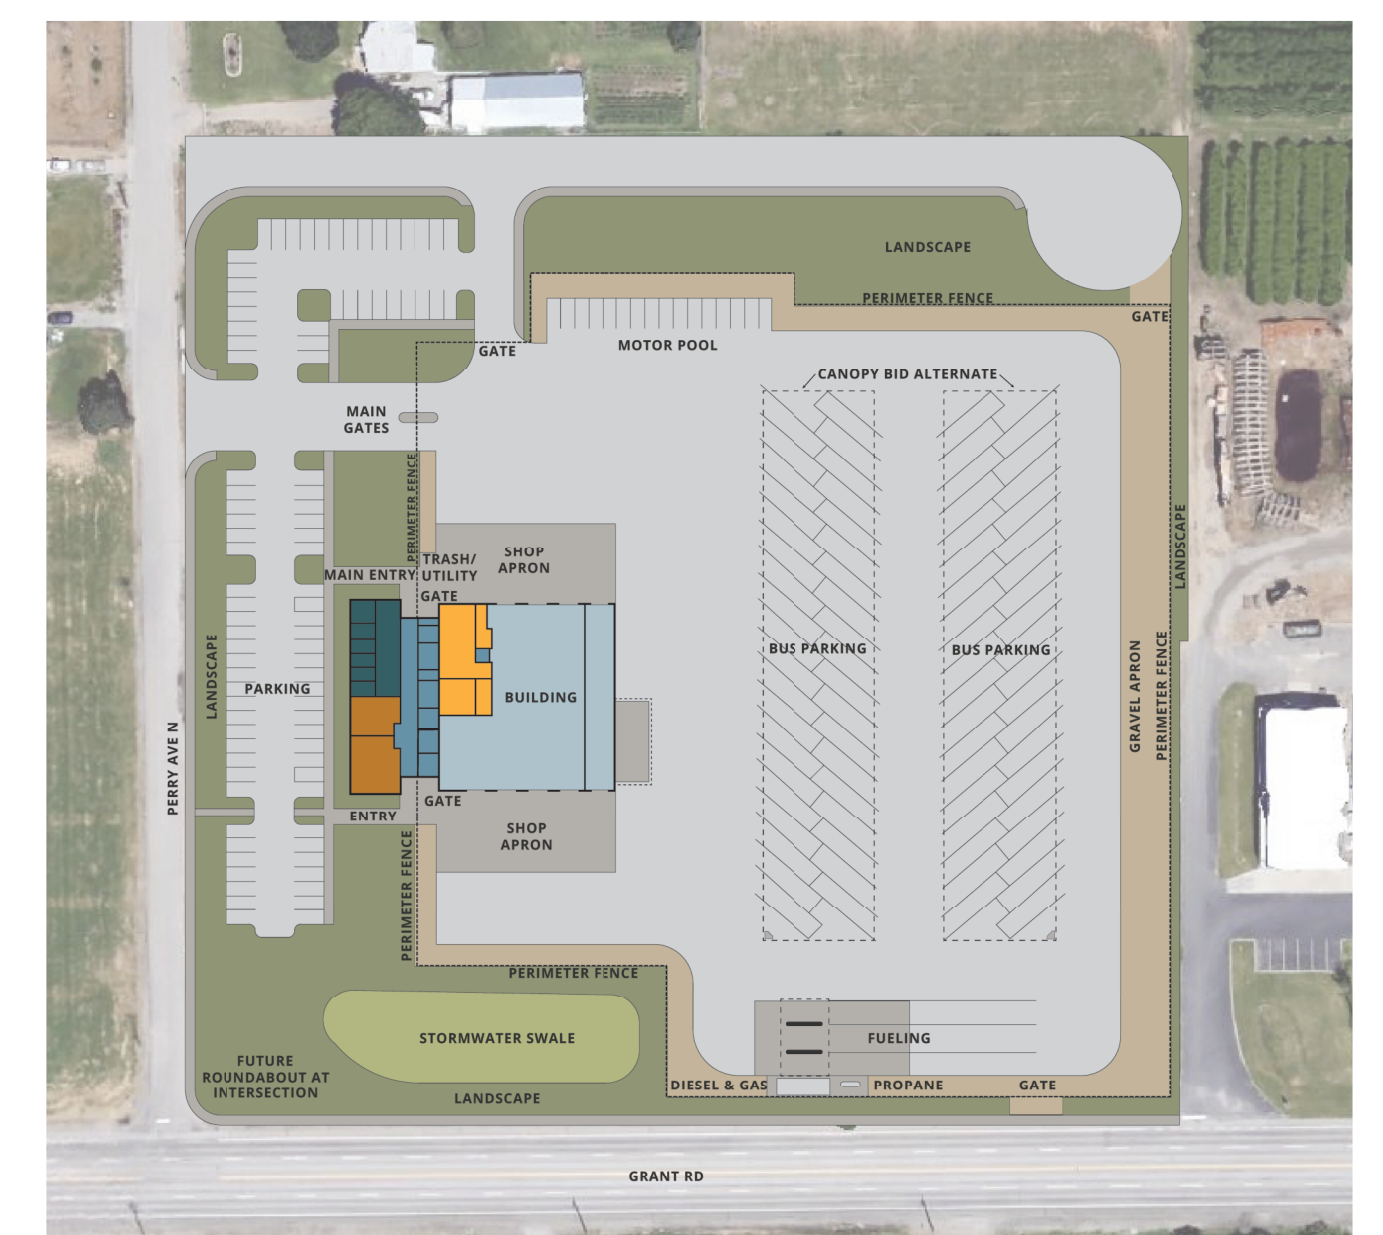 LANDSCAPE
PERIMETER FENCE
GATE
MOTOR POOL
GATE
CANOPY BID ALTERNATE
MAIN
GATES
PERIMETER FENCE
SHOP
APRON
TRASH/
UTILITY
MAIN ENTRY
GATE
LANDSCAPE
LANDSCAPE
PARKING
BUILDING
BUS PARKING
BUS PARKING
GRAVEL APRON
PERIMETER FENCE
PERRY AVE N
GATE
ENTRY
SHOP
APRON
PERIMETER FENCE
PERIMETER FENCE
STORMWATER SWALE
FUELING
FUTURE
ROUNDABOUT AT
INTERSECTION
DIESEL & GAS
PROPANE
GATE
LANDSCAPE
GRANT RD